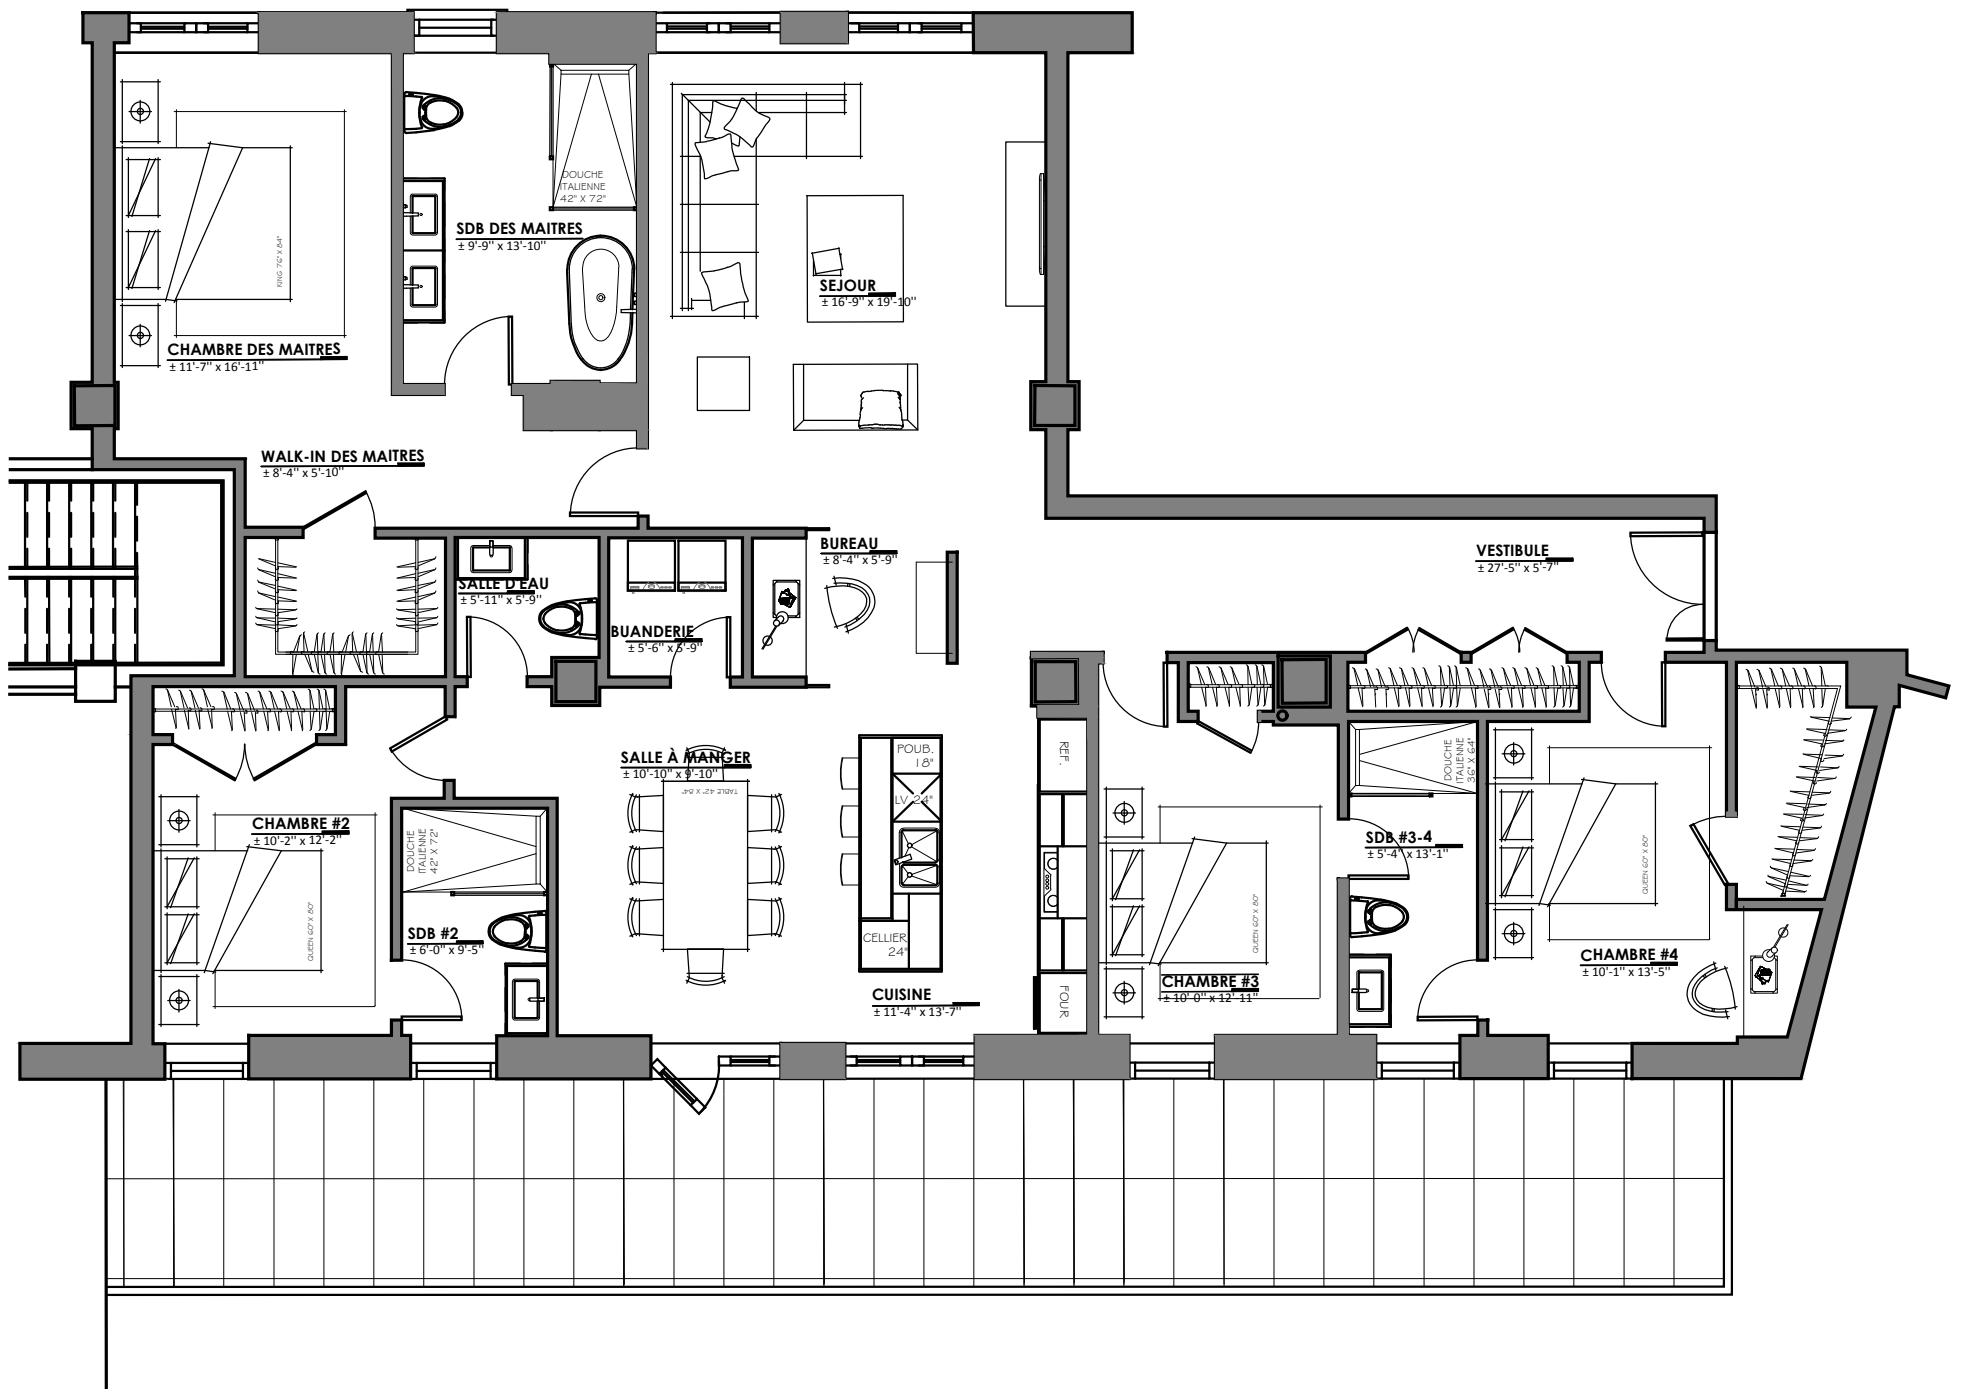 DOUCHE
ITALIENNE
42" X 72"
SDB DES MAITRES
± 9'-9" x 13'-10"
KING 76" X 84"
SEJOUR
± 16'-9" x 19'-10"
CHAMBRE DES MAITRES
± 11'-7" x 16'-11"
WALK-IN DES MAITRES
± 8'-4" x 5'-10"
BUREAU
± 8'-4" x 5'-9"
VESTIBULE
± 27'-5" x 5'-7"
SALLE D'EAU
± 5'-11" x 5'-9"
BUANDERIE
± 5'-6" x 5'-9"
SALLE À MANGER
± 10'-10" x 9'-10"
TABLE 42" X 84"
POUB.
18"
LV. 24"
REF.
DOUCHE
ITALIENNE
36" X 64"
CHAMBRE #2
± 10'-2" x 12'-2"
DOUCHE
ITALIENNE
42" X 72"
SDB #3-4
± 5'-4" x 13'-1"
QUEEN 60" X 80"
QUEEN 60" X 80"
QUEEN 60" X 80"
SDB #2
± 6'-0" x 9'-5"
CELLIER
24"
CHAMBRE #4
± 10'-1" x 13'-5"
CHAMBRE #3
± 10'-0" x 12'-11"
CUISINE
± 11'-4" x 13'-7"
FOUR